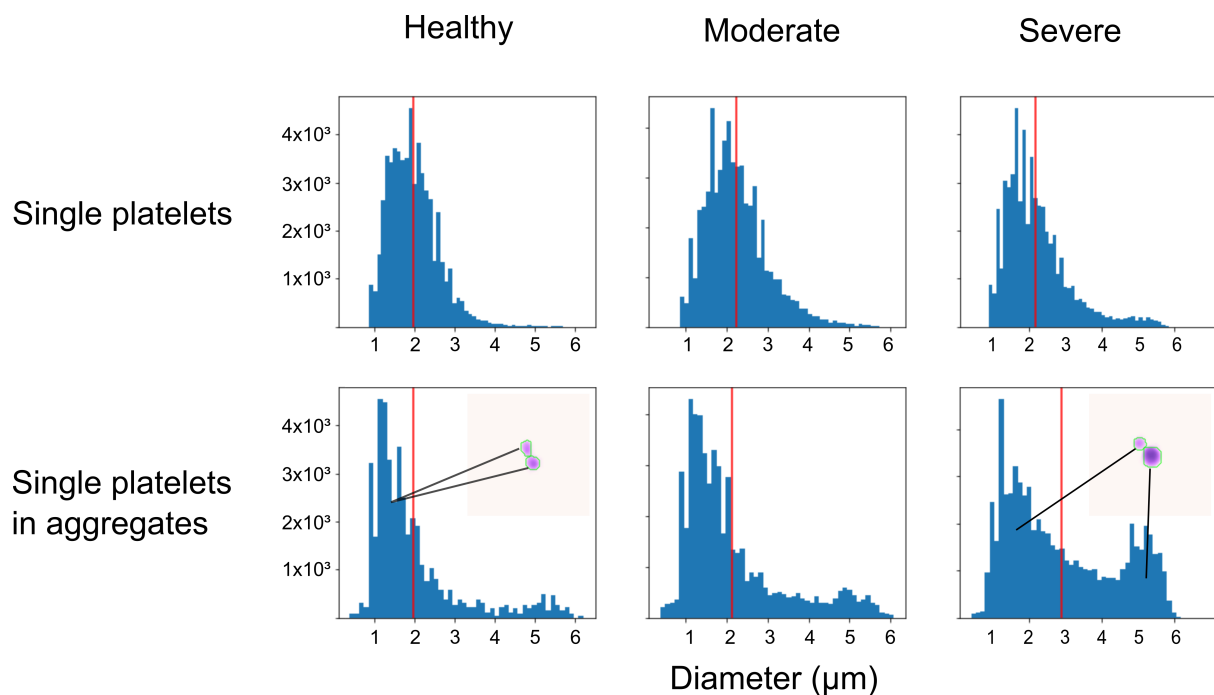 Healthy Moderate Severe
Single platelets
4x10³
3x10³
2x10³
1x10³
1 2 3 4 5 6
1 2 3 4 5 6
1 2 3 4 5 6
Single platelets
in aggregates
4x10³
3x10³
2x10³
1x10³
1 2 3 4 5 6
1 2 3 4 5 6
1 2 3 4 5 6
Diameter (μm)